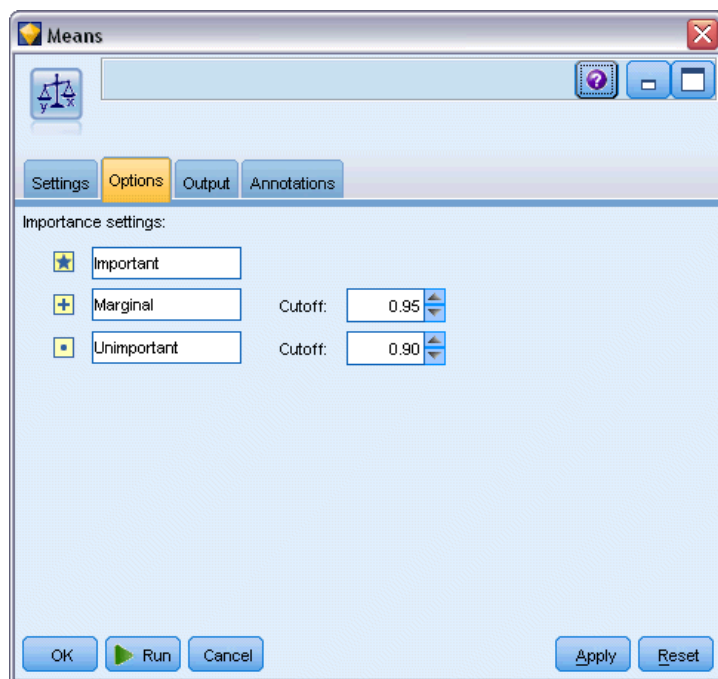 Means
Settings Options Output Annotations
Importance settings:
Important
Marginal Cutoff: 0.95
Unimportant Cutoff: 0.90
OK Run Cancel Apply Reset